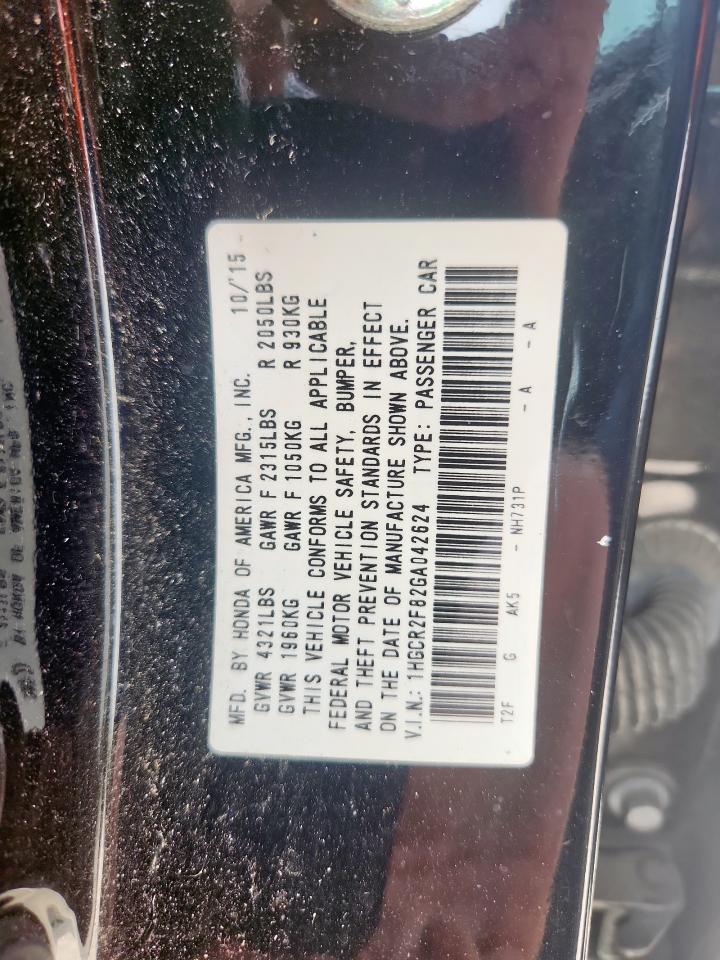 MFD. BY HONDA OF AMERICA MFG., INC. 10/'15
GVWR 4321LBS GAWR F 2315LBS R 2050LBS
GVWR 1960KG GAWR F 1050KG R 930KG
THIS VEHICLE CONFORMS TO ALL APPLICABLE
FEDERAL MOTOR VEHICLE SAFETY, BUMPER,
AND THEFT PREVENTION STANDARDS IN EFFECT
ON THE DATE OF MANUFACTURE SHOWN ABOVE.
V.I.N.: 1HGCR2F82GA042624 TYPE: PASSENGER CAR
T2F G AK5 - NH731P - A - A